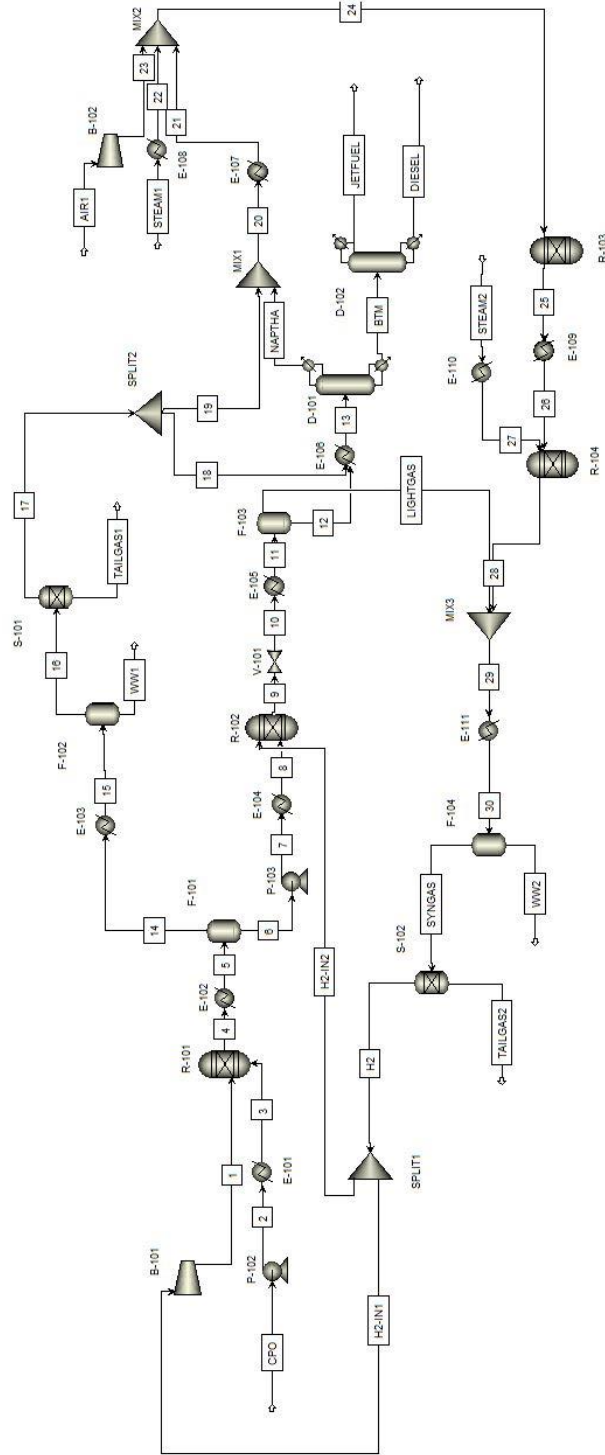 MIX2
24
B-102
23
AIR1
22
E-108
STEAM1
21
E-107
20
MIX1
NAPTHA
SPLIT2
17
19
18
S-101
16
TAILGAS1
F-102
WW1
15
E-103
14
JETFUEL
DIESEL
D-102
BTM
D-101
13
E-106
12
F-103
LIGHTGAS
11
E-105
10
V-101
9
R-102
8
E-104
7
P-103
F-101
6
5
E-102
4
R-101
1
3
E-101
2
P-102
CPO
B-101
H2-IN1
H2-IN2
SPLIT1
H2
S-102
TAILGAS2
SYNGAS
F-104
WW2
30
E-111
29
MIX3
28
R-104
27
E-110
STEAM2
26
E-109
25
R-103